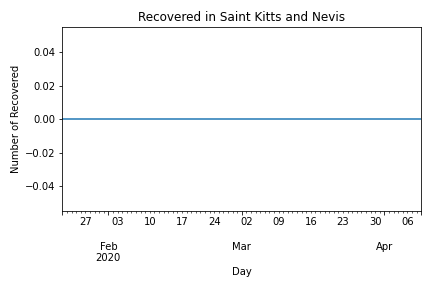 Recovered in Saint Kitts and Nevis
Number of Recovered
0.04
0.02
0.00
−0.02
−0.04
27 03 10 17 24 02 09 16 23 30 06
Feb Mar Apr
2020
Day